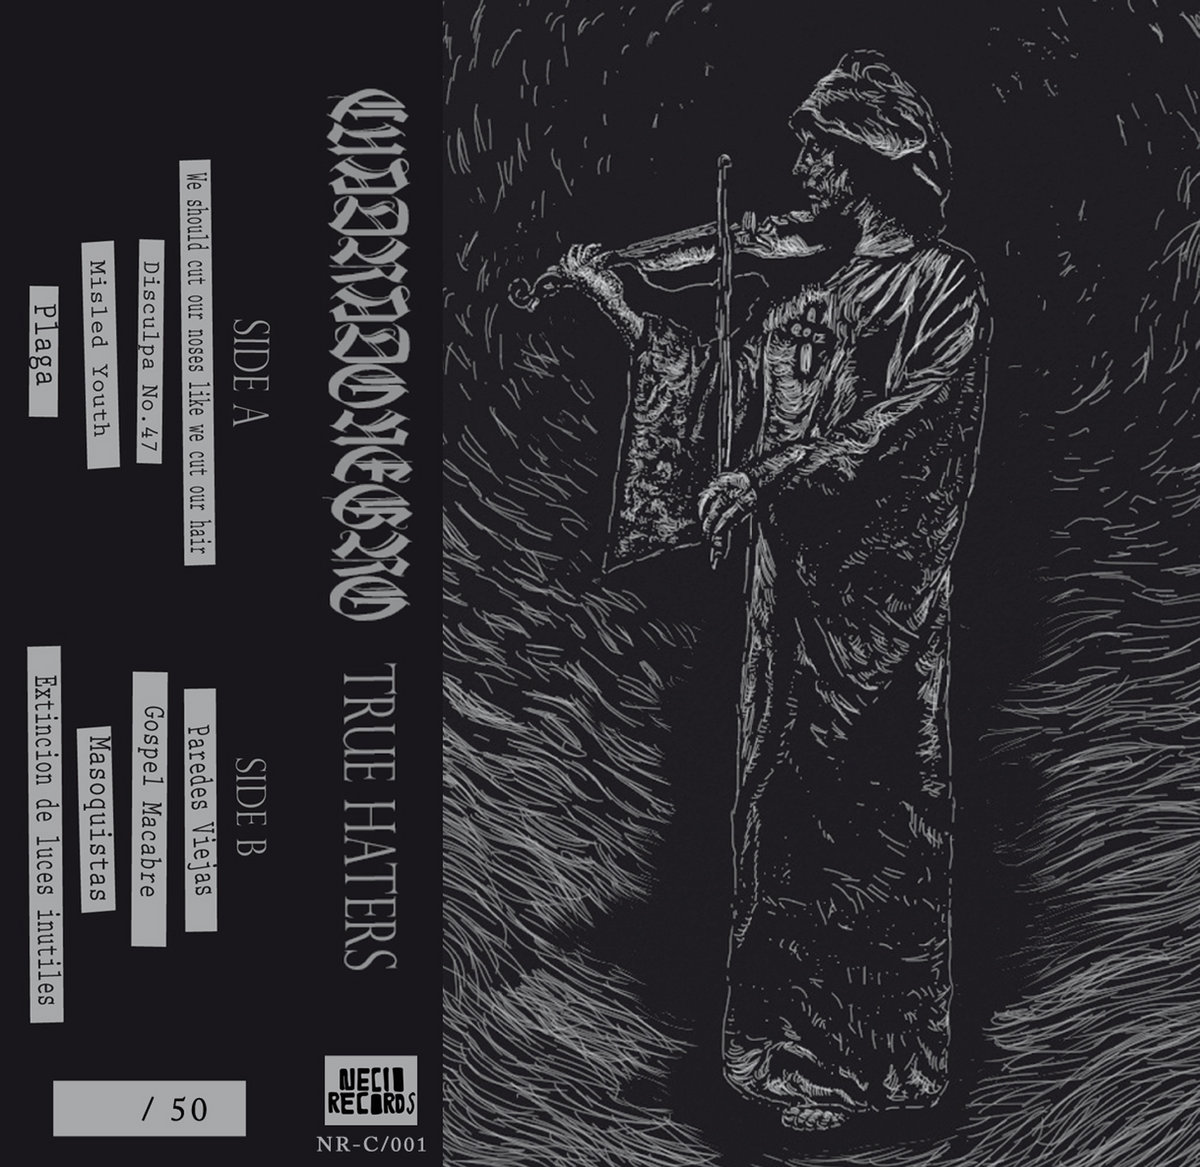 CUADRADONEGRO TRUE HATERS
NECIO
RECORDS
NR-C/001
SIDE A
We should cut our noses like we cut our hair
Disculpa No.47
Misled Youth
Plaga
SIDE B
Paredes Viejas
Gospel Macabre
Masoquistas
Extincion de luces inutiles
/ 50